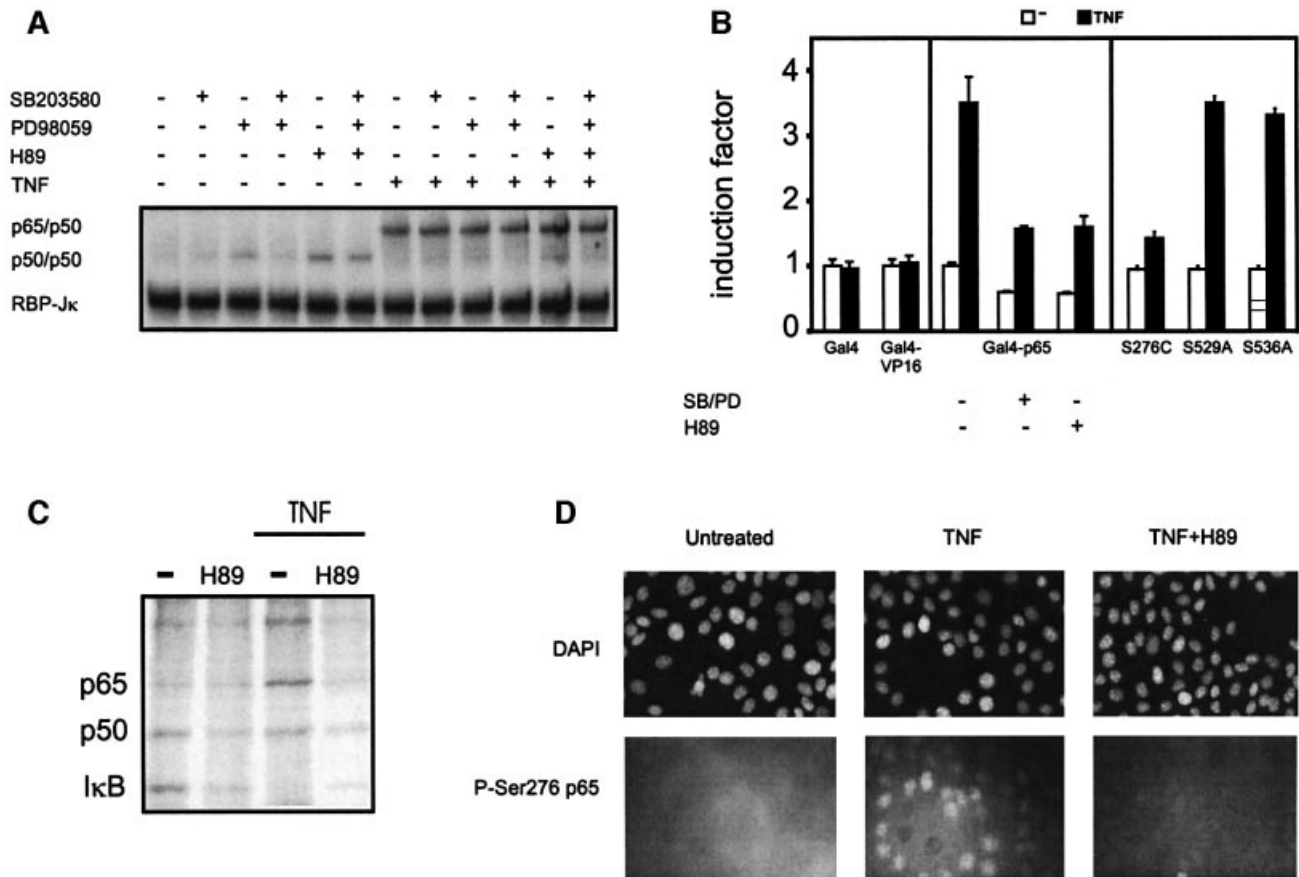 A
SB203580 - + - + - + - + - + - +
PD98059 - - + + - + - - + + - +
H89 - - - - + + - - - - + +
TNF - - - - - - + + + + + +
p65/p50
p50/p50
RBP-Jκ
B
- TNF
induction factor
4
3
2
1
0
Gal4 Gal4-VP16 Gal4-p65 S276C S529A S536A
SB/PD - + -
H89 - - +
C
TNF
- H89 - H89
p65
p50
IκB
D
Untreated TNF TNF+H89
DAPI
P-Ser276 p65